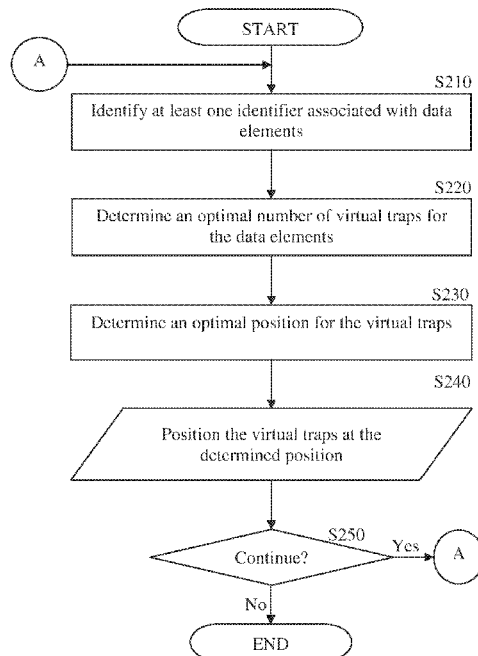 START
A
S210
Identify at least one identifier associated with data
elements
S220
Determine an optimal number of virtual traps for
the data elements
S230
Determine an optimal position for the virtual traps
S240
Position the virtual traps at the
determined position
S250
Continue?
Yes
A
No
END